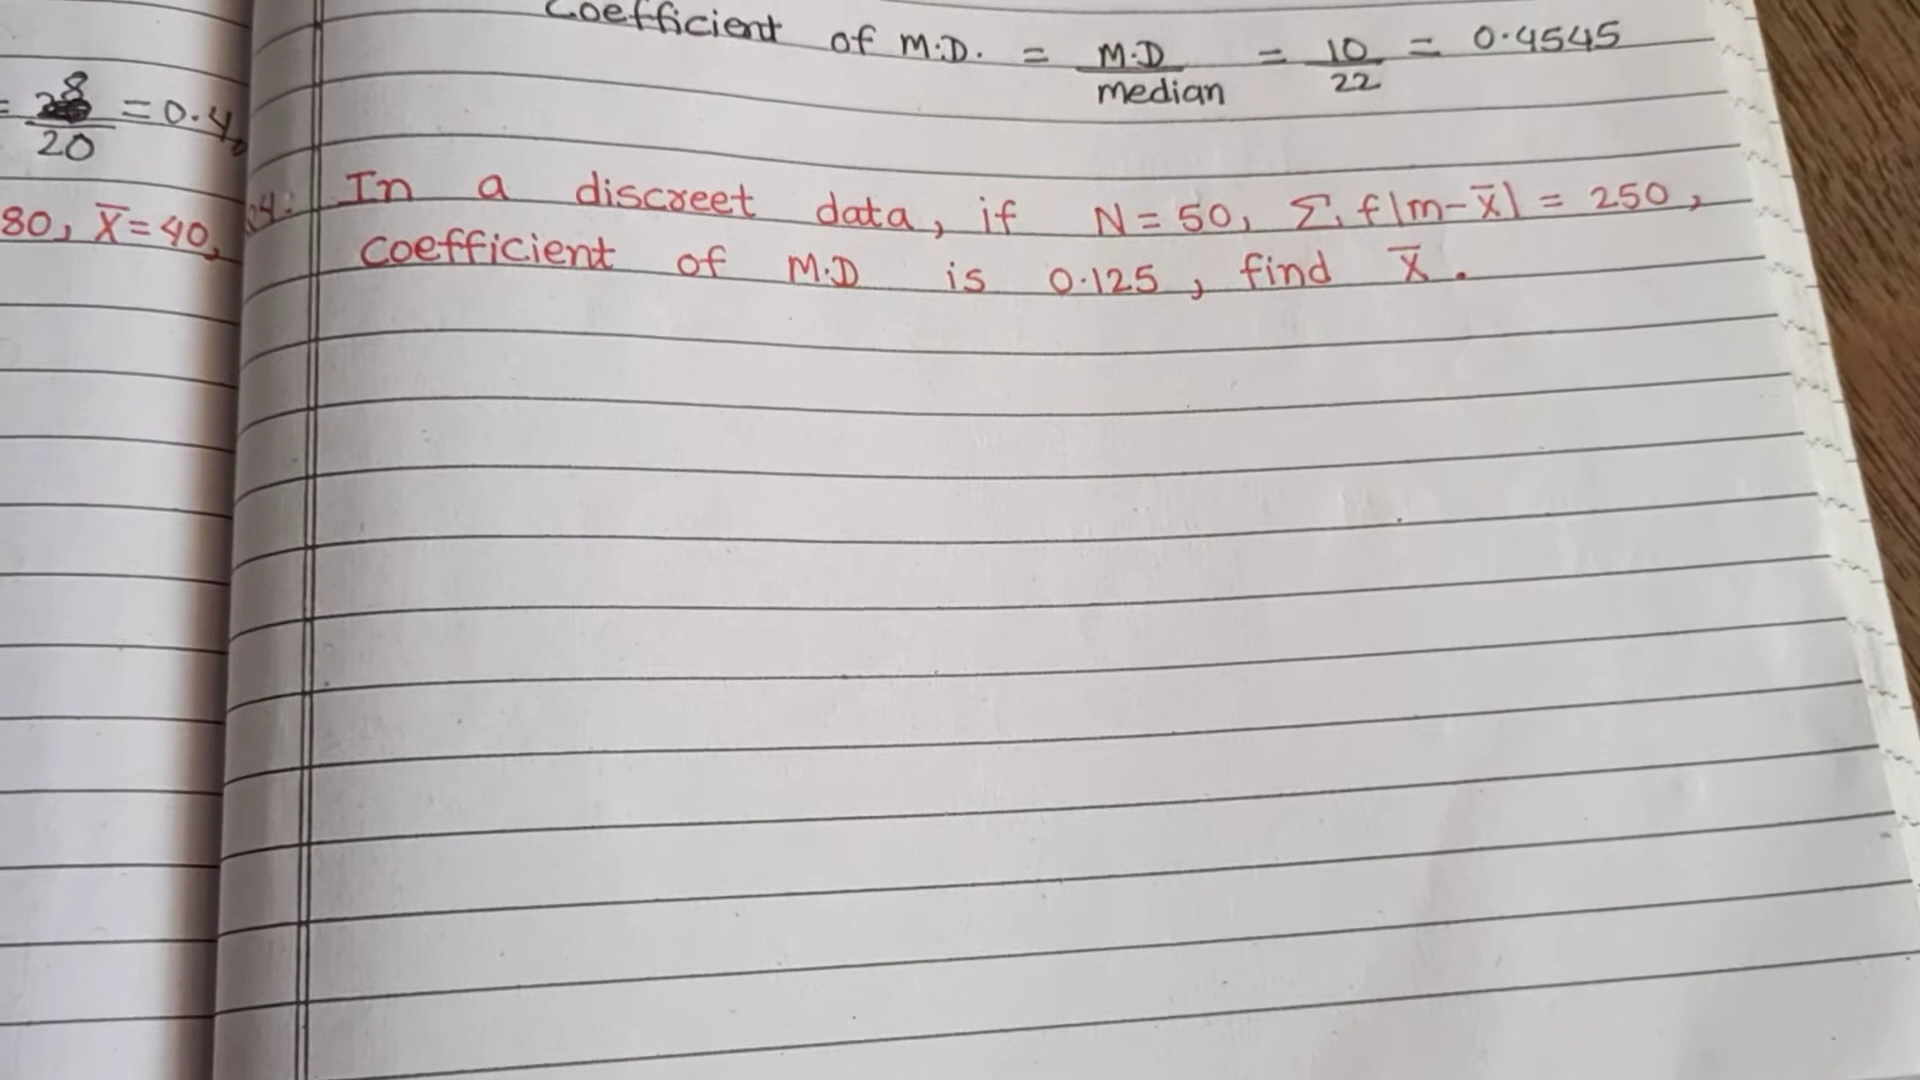 = 8/20 = 0.4
80, X̄ = 40,
Coefficient of M.D. = M.D/median = 10/22 = 0.4545
Q4. In a discreet data, if N = 50, Σ f|m-X̄| = 250,
coefficient of M.D is 0.125, find X̄.